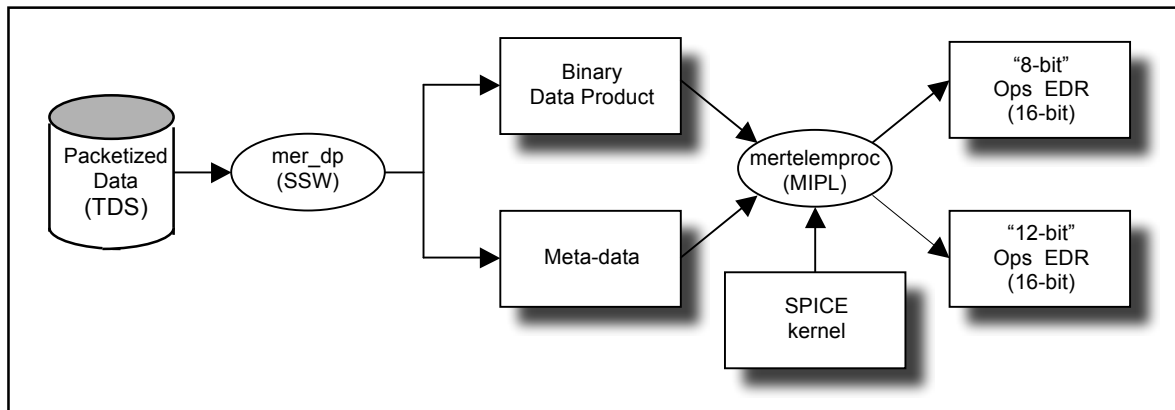 Packetized
Data
(TDS)
mer_dp
(SSW)
Binary
Data Product
Meta-data
mertelemproc
(MIPL)
SPICE
kernel
“8-bit”
Ops EDR
(16-bit)
“12-bit”
Ops EDR
(16-bit)